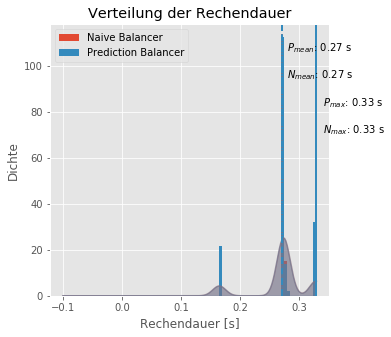 Verteilung der Rechendauer
Naive Balancer
Prediction Balancer
P_mean: 0.27 s
N_mean: 0.27 s
P_max: 0.33 s
N_max: 0.33 s
Dichte
100
80
60
40
20
0
−0.1
0.0
0.1
0.2
0.3
Rechendauer [s]